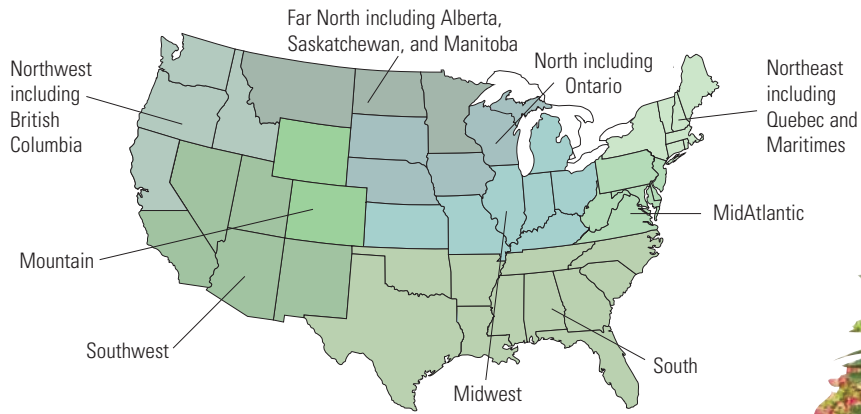 Far North including Alberta,
Saskatchewan, and Manitoba
Northwest
including
British
Columbia
North including
Ontario
Northeast
including
Quebec and
Maritimes
MidAtlantic
Mountain
Southwest
Midwest
South